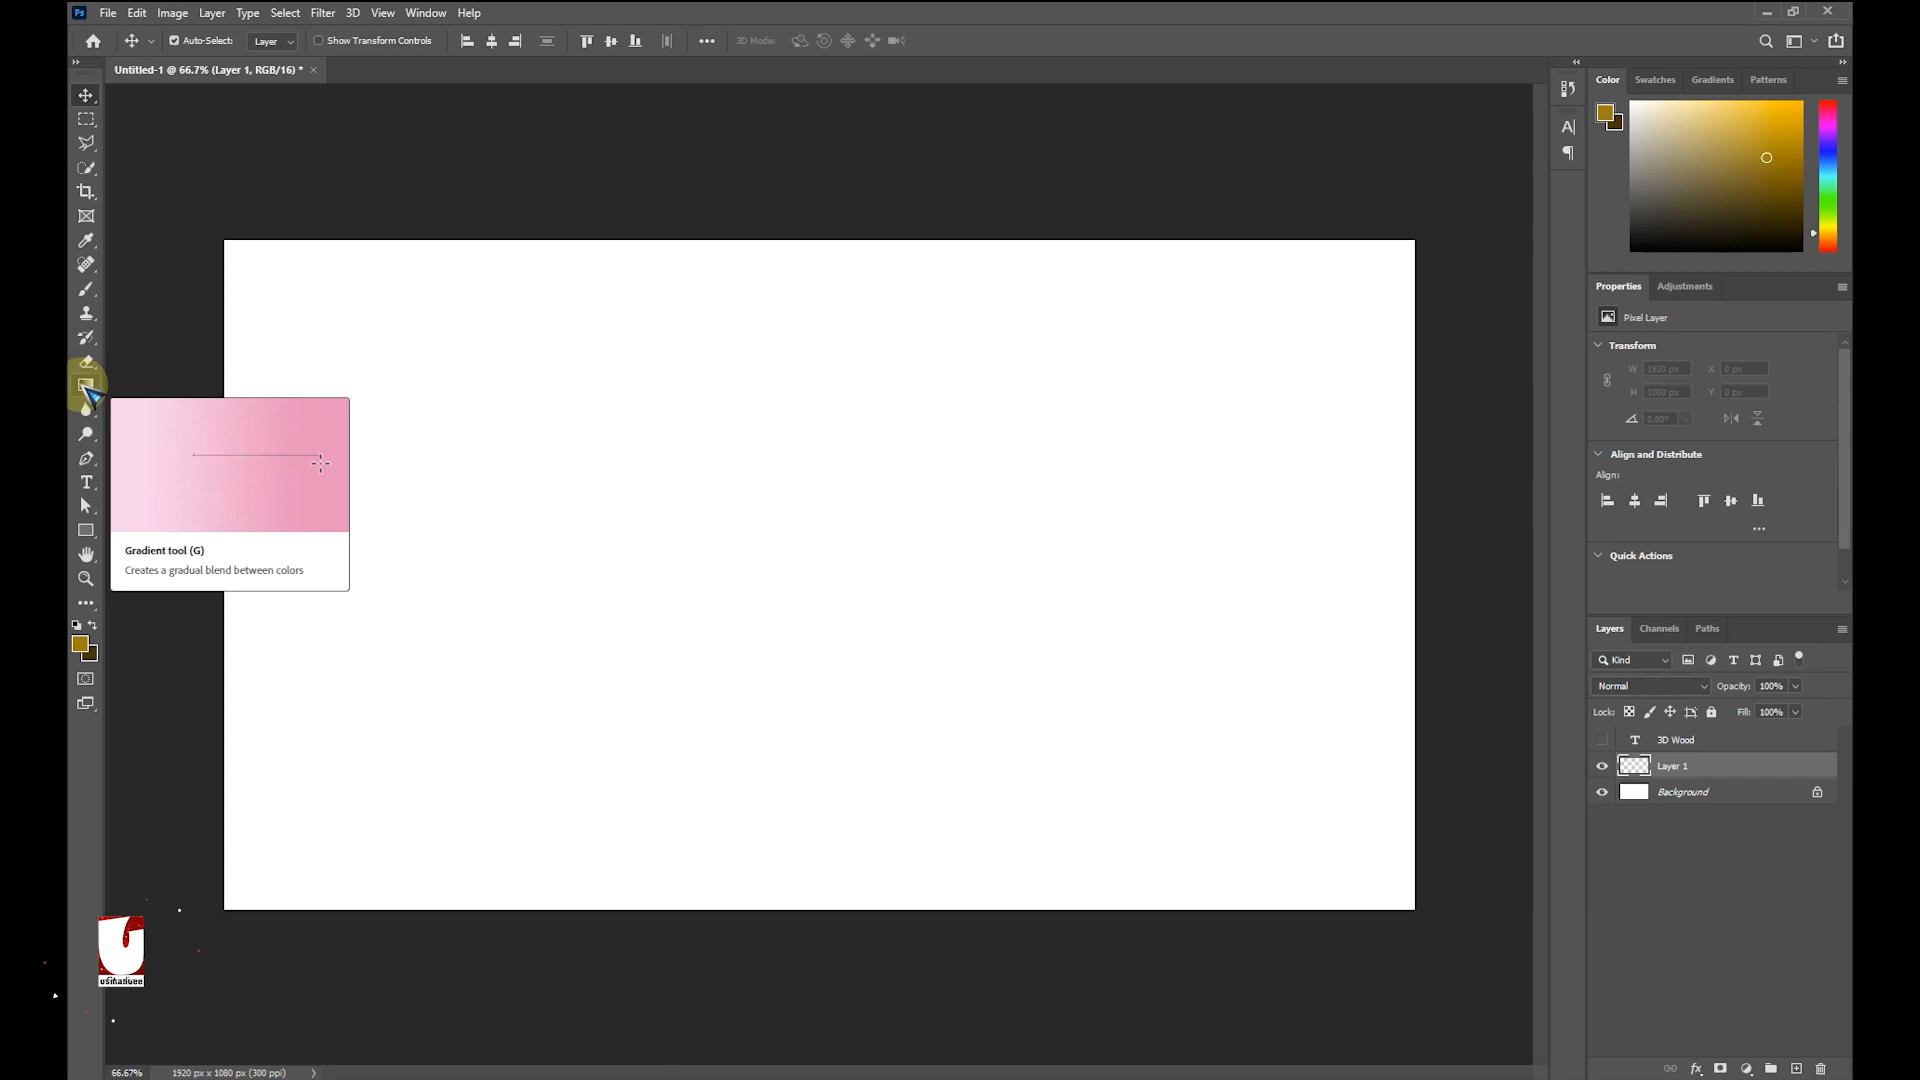 Ps File Edit Image Layer Type Select Filter 3D View Window Help
Auto-Select: Layer Show Transform Controls 3D Mode:
Untitled-1 @ 66.7% (Layer 1, RGB/16) * ×
Color Swatches Gradients Patterns
Properties Adjustments
Pixel Layer
Transform
W 1920 px X 0 px
H 1080 px Y 0 px
0.00°
Align and Distribute
Align:
Quick Actions
Gradient tool (G)
Creates a gradual blend between colors
Layers Channels Paths
Kind
Normal Opacity: 100%
Lock: Fill: 100%
3D Wood
Layer 1
Background
66.67% 1920 px x 1080 px (300 ppi)